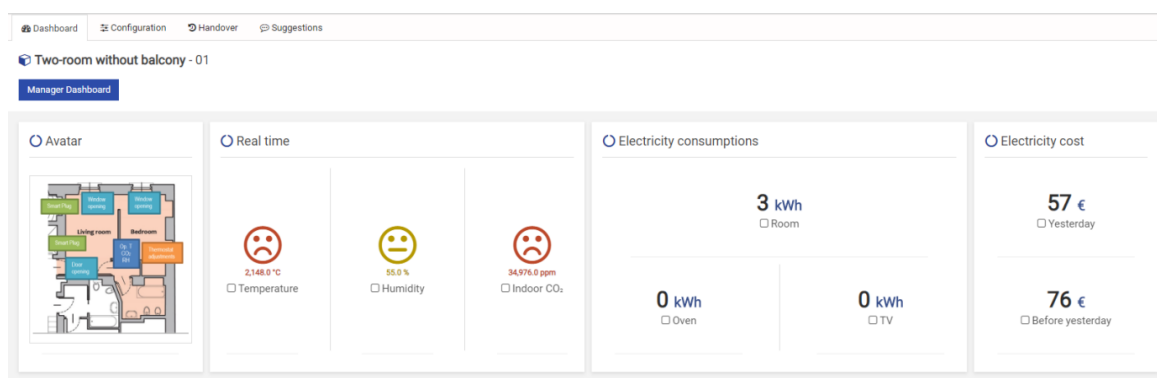 Dashboard Configuration Handover Suggestions
Two-room without balcony - 01
Manager Dashboard
Avatar
Smart Plug
Window
opening
Window
opening
Living room Bedroom
Smart Plug
Op. T
CO₂
RH
Thermostat
adjustments
Door
opening
Real time
2,148.0 °C
Temperature
55.0 %
Humidity
34,976.0 ppm
Indoor CO₂
Electricity consumptions
3 kWh
Room
0 kWh
Oven
0 kWh
TV
Electricity cost
57 €
Yesterday
76 €
Before yesterday